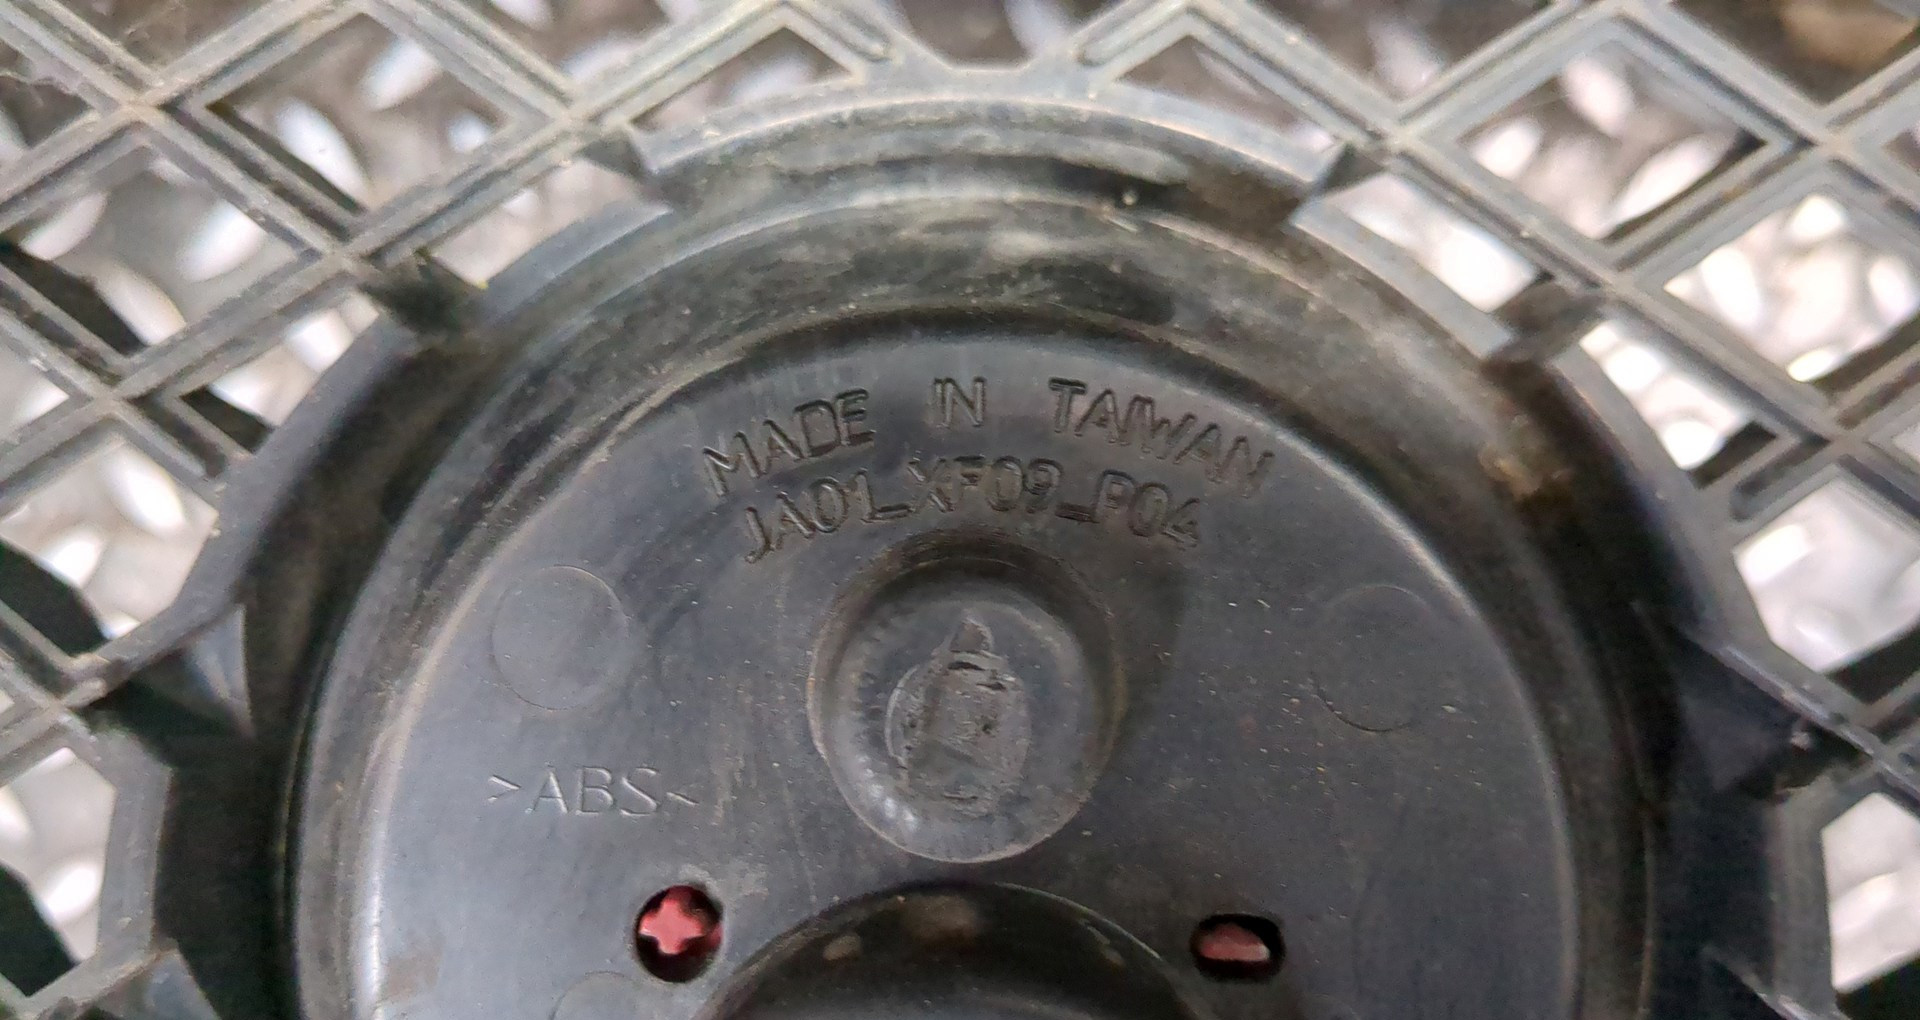 MADE IN TAIWAN
JA01_XF09_P04
>ABS<